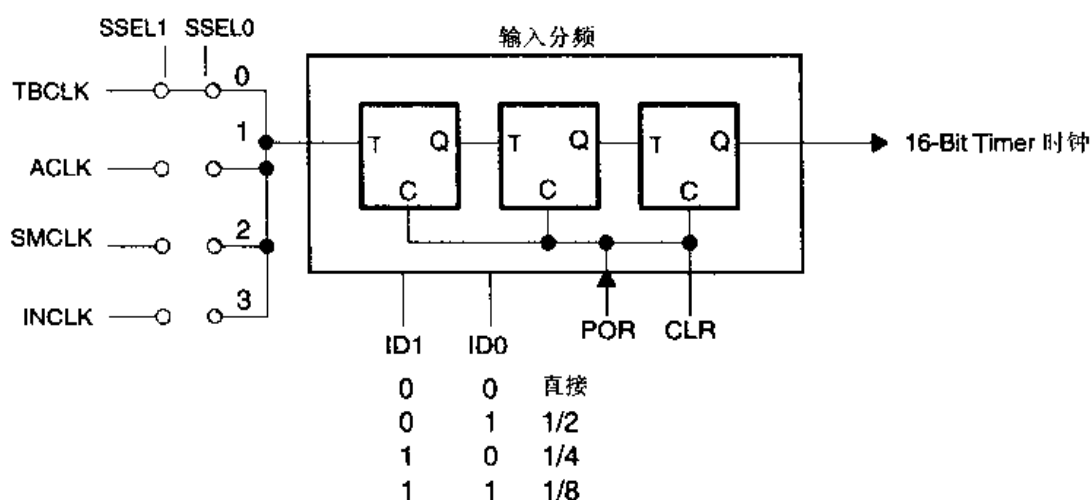 SSEL1 SSEL0
输入分频
TBCLK
0
1
T Q T Q T Q
16-Bit Timer 时钟
ACLK
C C C
SMCLK
2
INCLK
3
ID1 ID0 POR CLR
0 0 直接
0 1 1/2
1 0 1/4
1 1 1/8